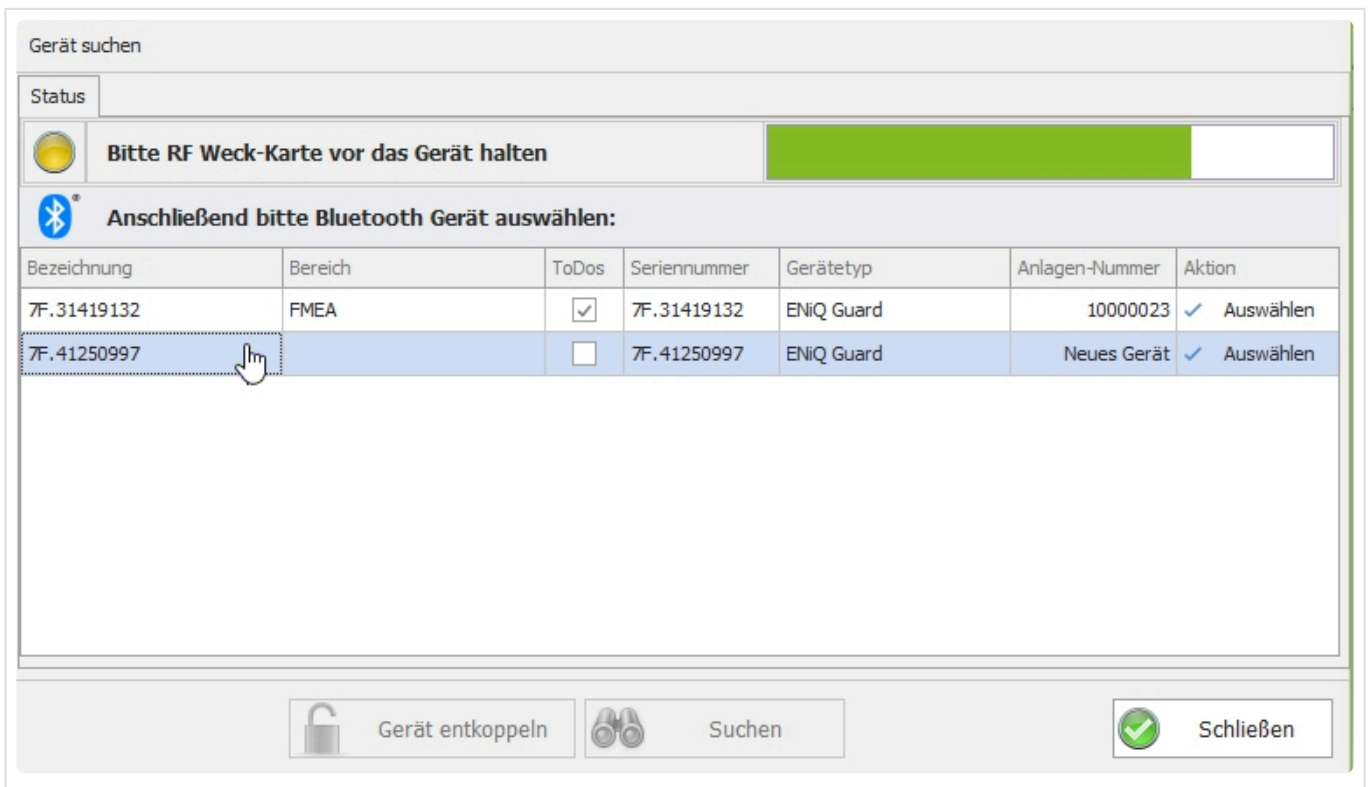 Gerät suchen
Status
Bitte RF Weck-Karte vor das Gerät halten
Anschließend bitte Bluetooth Gerät auswählen:
Bezeichnung Bereich ToDos Seriennummer Gerätetyp Anlagen-Nummer Aktion
7F.31419132 FMEA 7F.31419132 ENiQ Guard 10000023 Auswählen
7F.41250997 7F.41250997 ENiQ Guard Neues Gerät Auswählen
Gerät entkoppeln Suchen Schließen